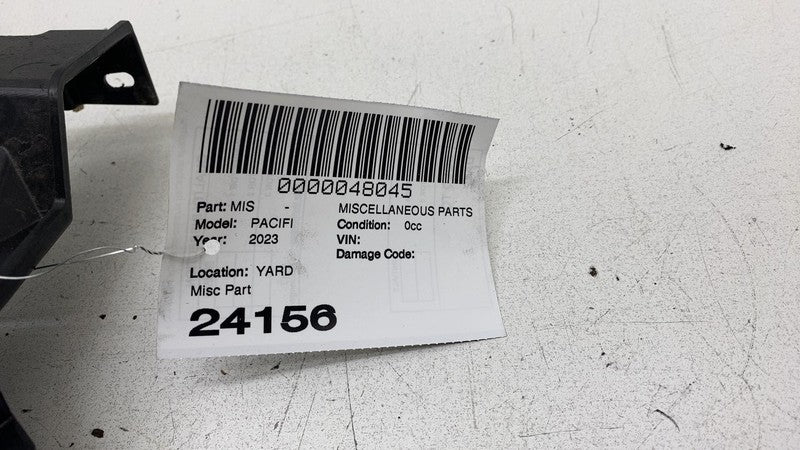 0000048045
Part: MIS - MISCELLANEOUS PARTS
Model: PACIFI Condition: 0cc
Year: 2023 VIN:
Damage Code:
Location: YARD
Misc Part
24156